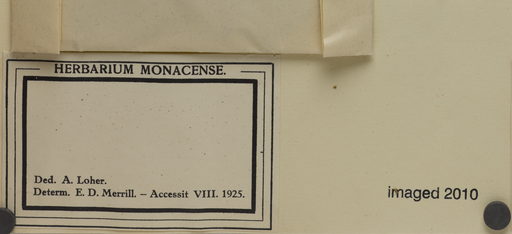 HERBARIUM MONACENSE.
Ded. A. Loher.
Determ. E. D. Merrill. – Accessit VIII. 1925.
imaged 2010